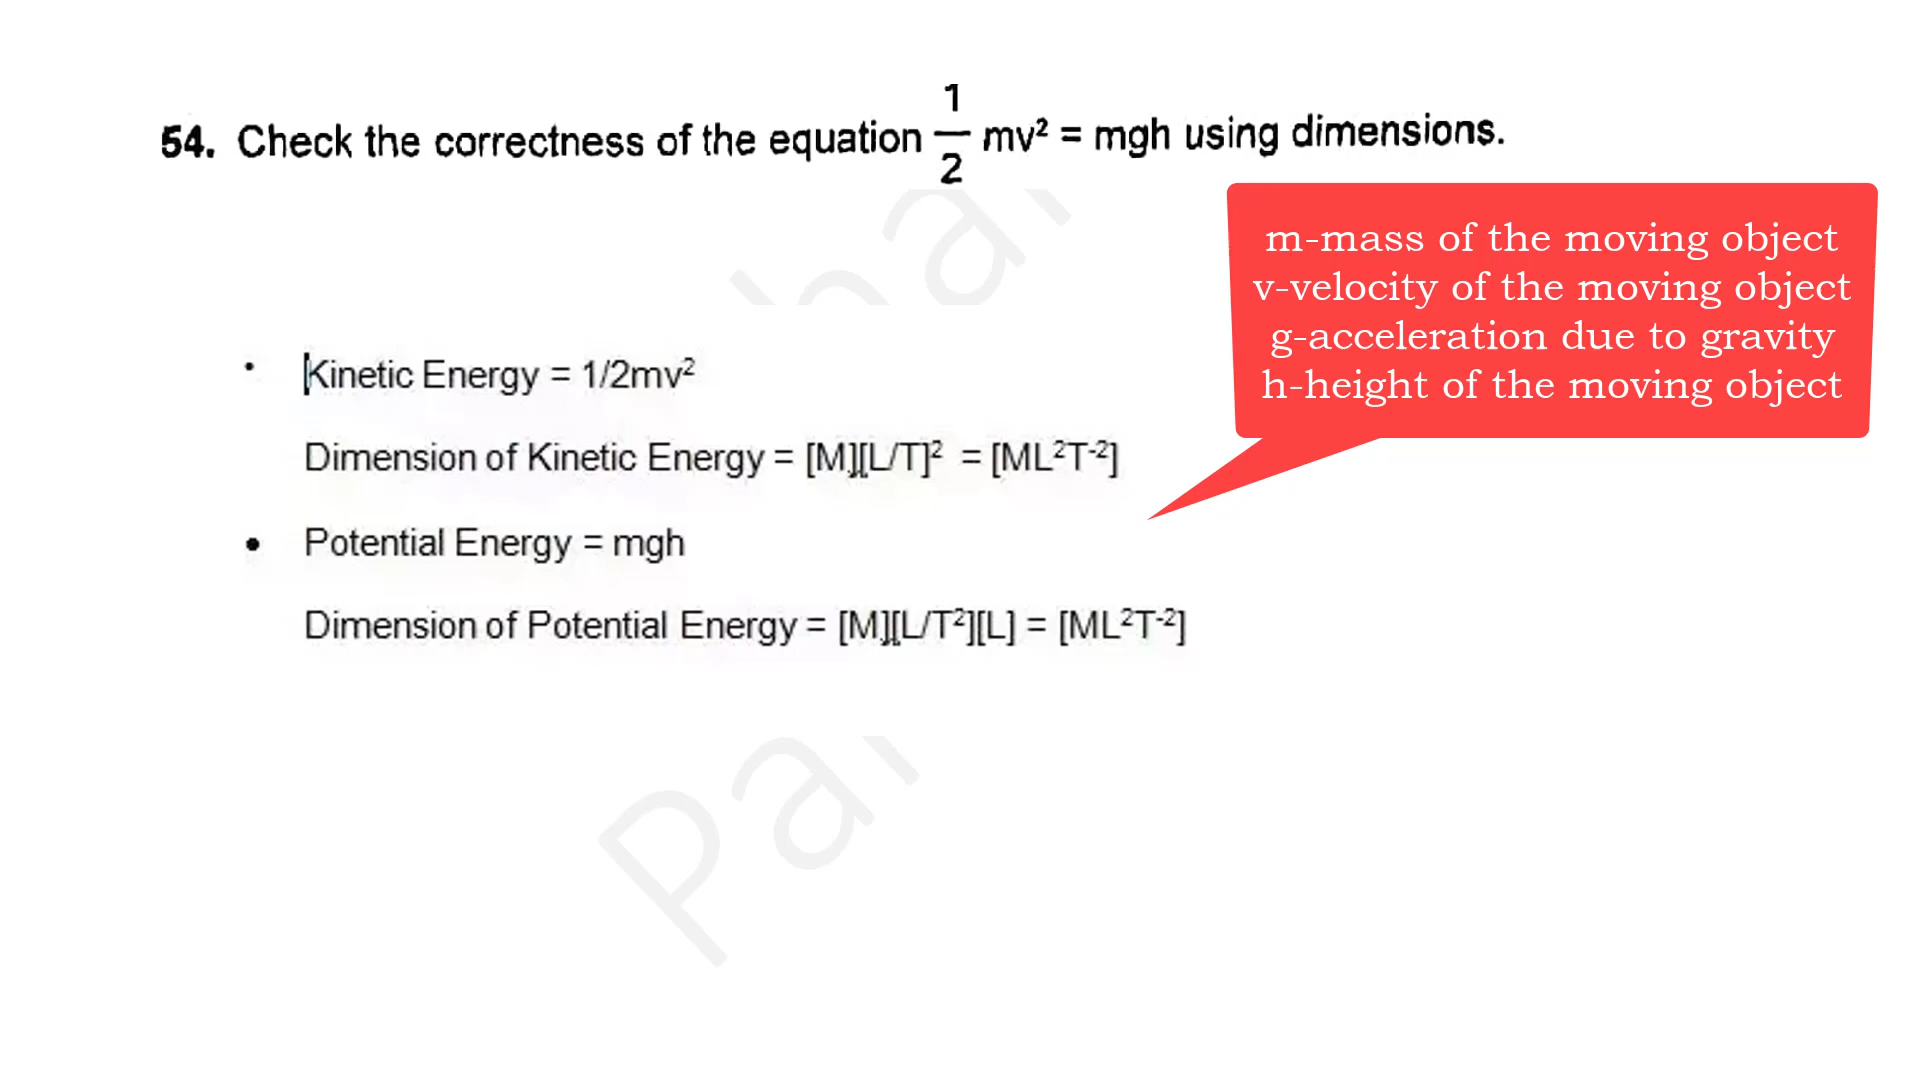 54. Check the correctness of the equation 1/2 mv² = mgh using dimensions.
m-mass of the moving object
v-velocity of the moving object
g-acceleration due to gravity
h-height of the moving object
• Kinetic Energy = 1/2mv²
Dimension of Kinetic Energy = [M][L/T]² = [ML²T⁻²]
• Potential Energy = mgh
Dimension of Potential Energy = [M][L/T²][L] = [ML²T⁻²]